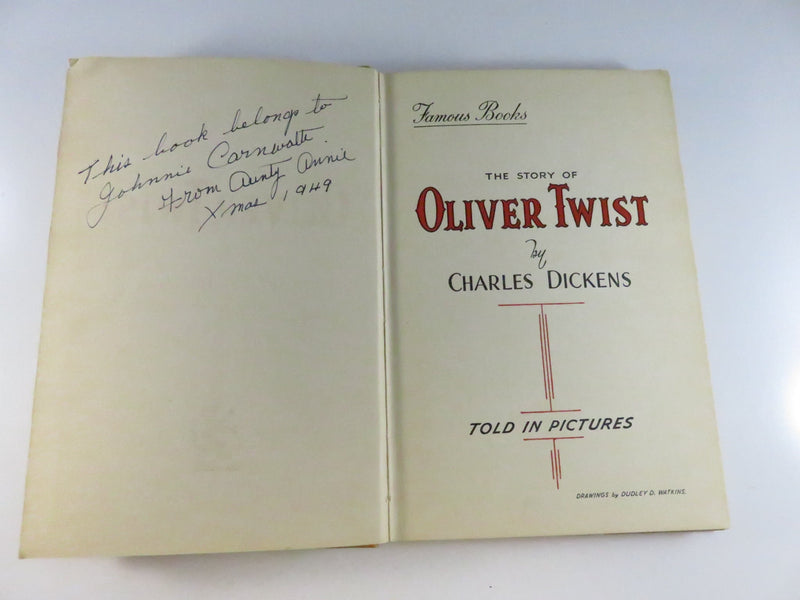 This book belongs to
Johnnie Carnwath.
From Aunty Annie
Xmas 1949
Famous Books
THE STORY OF
OLIVER TWIST
by
CHARLES DICKENS
TOLD IN PICTURES
DRAWINGS by DUDLEY D. WATKINS.